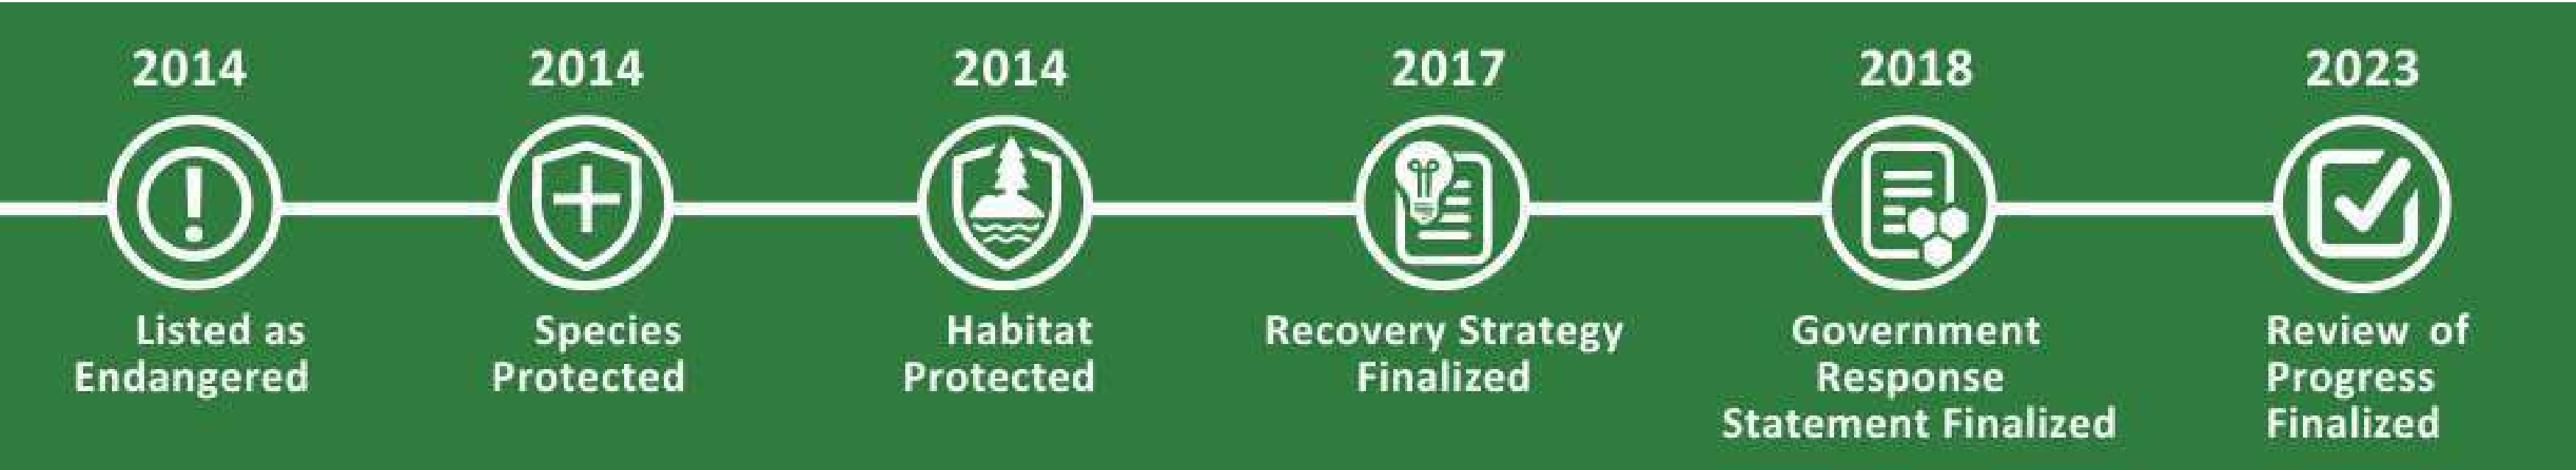 2014
Listed as
Endangered
2014
Species
Protected
2014
Habitat
Protected
2017
Recovery Strategy
Finalized
2018
Government
Response
Statement Finalized
2023
Review of
Progress
Finalized